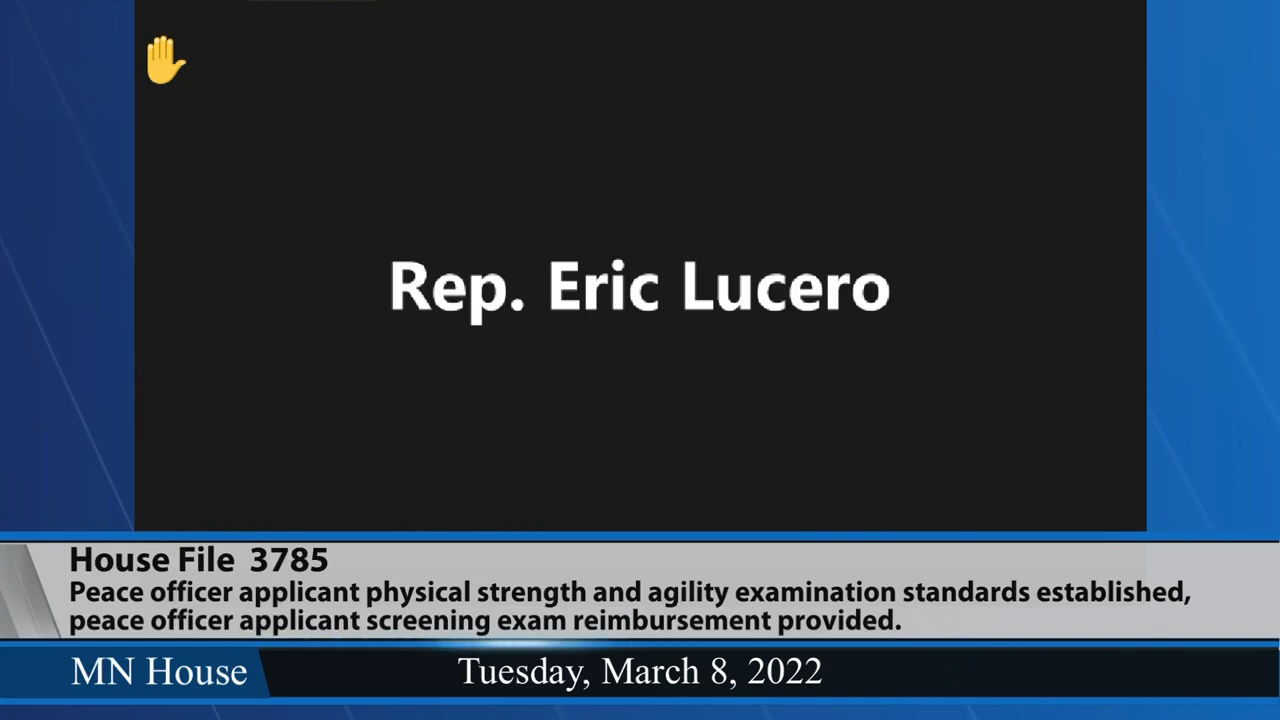 Rep. Eric Lucero
House File 3785
Peace officer applicant physical strength and agility examination standards established,
peace officer applicant screening exam reimbursement provided.
MN House
Tuesday, March 8, 2022